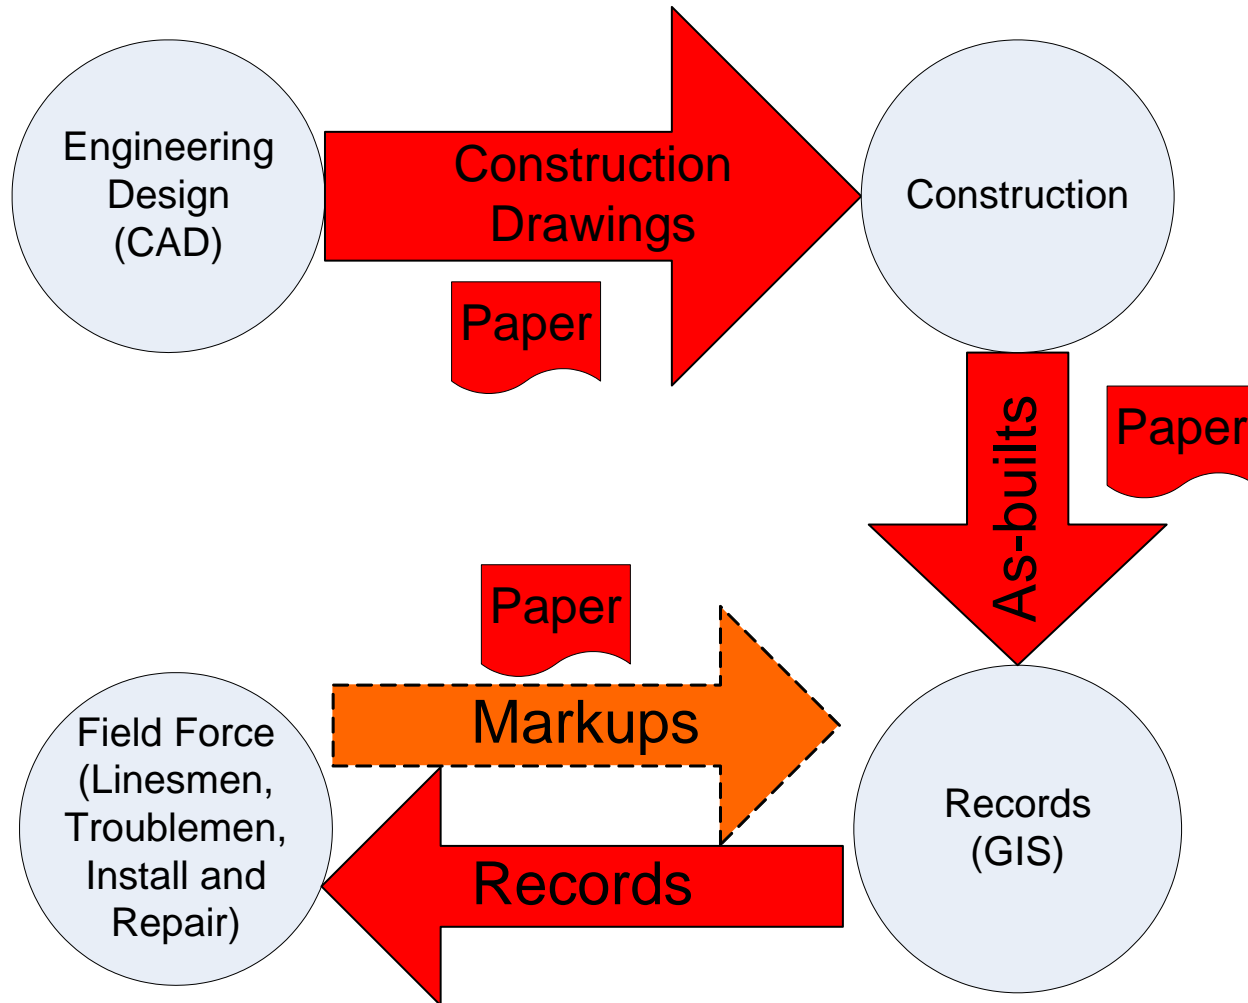 Engineering
Design
(CAD)
Construction
Drawings
Paper
Construction
As-builts
Paper
Paper
Markups
Field Force
(Linesmen,
Troublemen,
Install and
Repair)
Records
Records
(GIS)